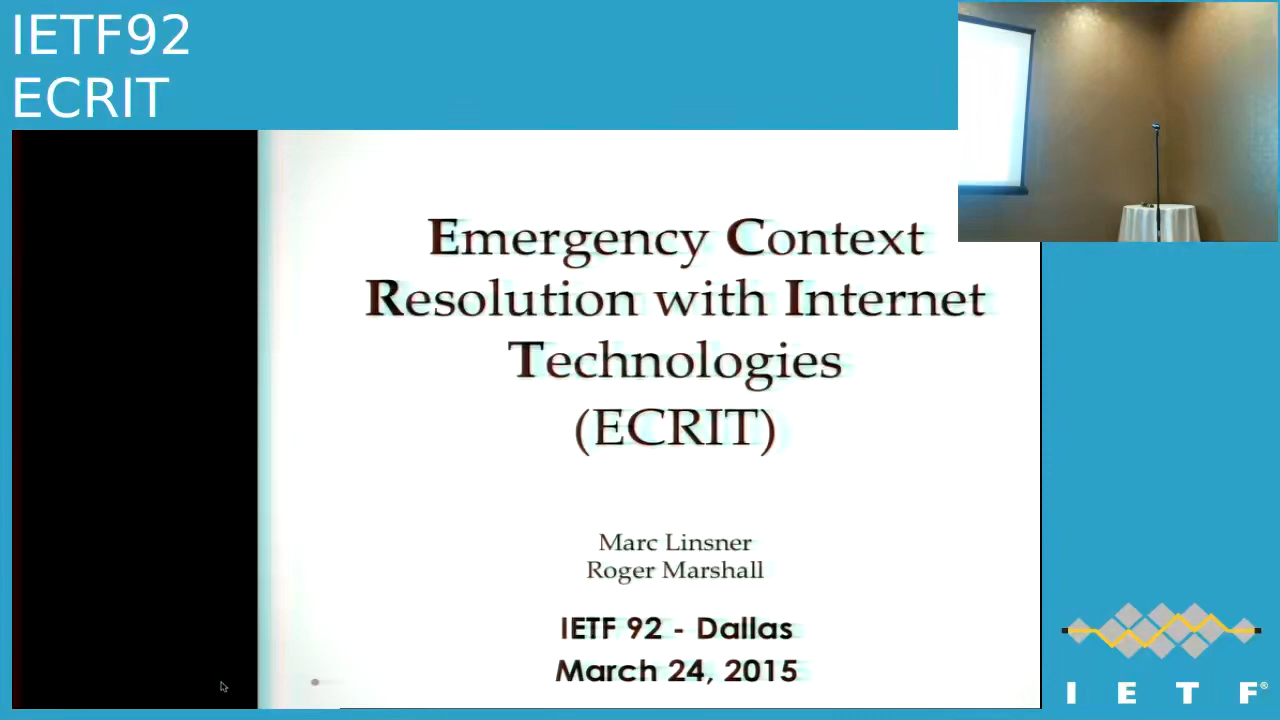 IETF92
ECRIT
Emergency Context
Resolution with Internet
Technologies
(ECRIT)
Marc Linsner
Roger Marshall
IETF 92 - Dallas
March 24, 2015
I E T F®